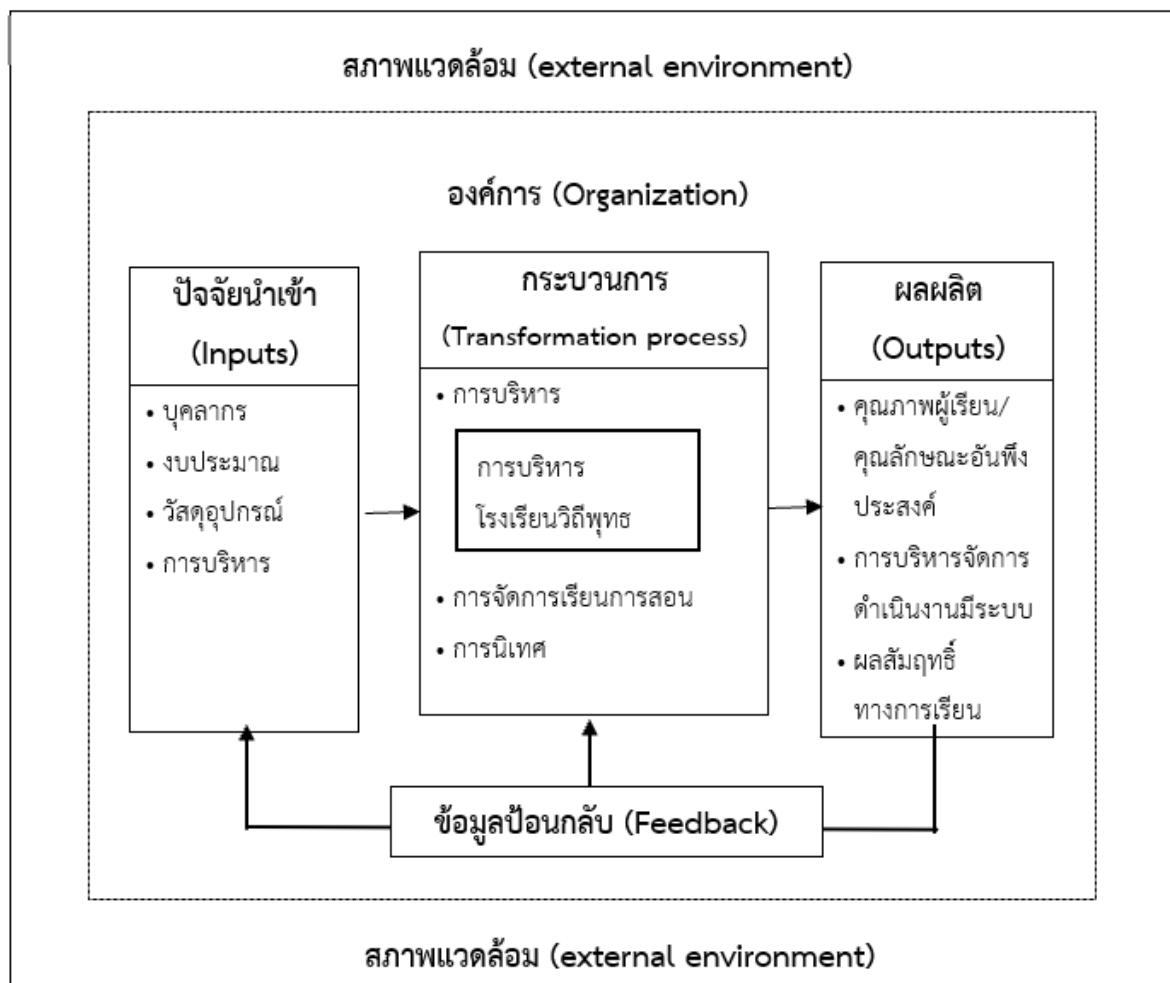 สภาพแวดล้อม (external environment)
องค์การ (Organization)
ปัจจัยนำเข้า
(Inputs)
• บุคลากร
• งบประมาณ
• วัสดุอุปกรณ์
• การบริหาร
กระบวนการ
(Transformation process)
• การบริหาร
การบริหาร
โรงเรียนวิถีพุทธ
• การจัดการเรียนการสอน
• การนิเทศ
ผลผลิต
(Outputs)
• คุณภาพผู้เรียน/
คุณลักษณะอันพึง
ประสงค์
• การบริหารจัดการ
ดำเนินงานมีระบบ
• ผลสัมฤทธิ์
ทางการเรียน
ข้อมูลป้อนกลับ (Feedback)
สภาพแวดล้อม (external environment)